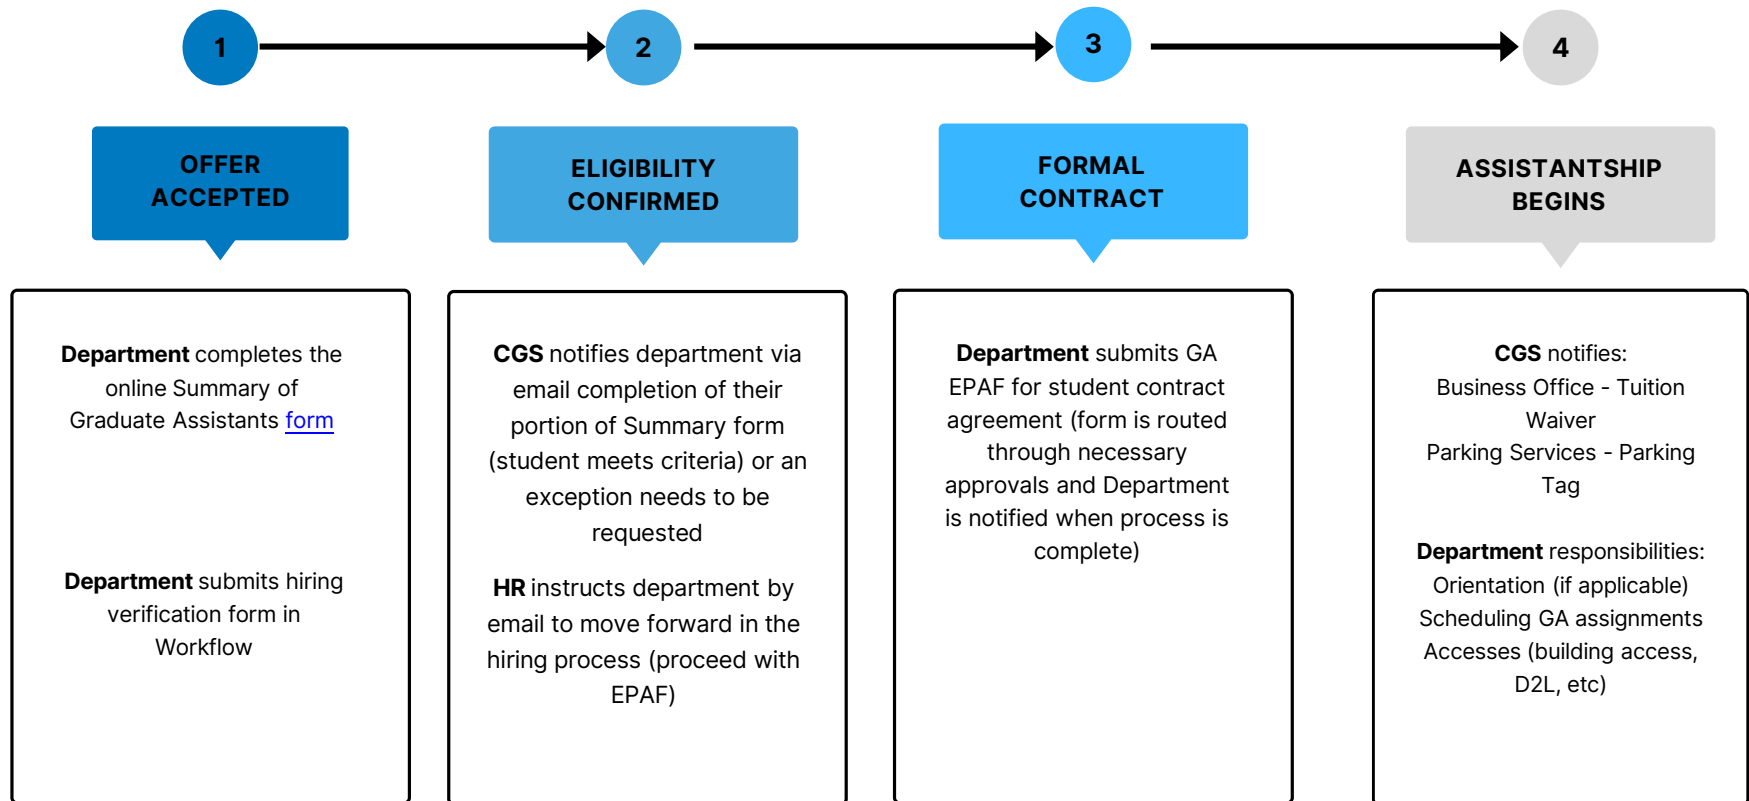 1
2
3
4
OFFER
ACCEPTED
ELIGIBILITY
CONFIRMED
FORMAL
CONTRACT
ASSISTANTSHIP
BEGINS
Department completes the
online Summary of
Graduate Assistants form
Department submits hiring
verification form in
Workflow
CGS notifies department via
email completion of their
portion of Summary form
(student meets criteria) or an
exception needs to be
requested
HR instructs department by
email to move forward in the
hiring process (proceed with
EPAF)
Department submits GA
EPAF for student contract
agreement (form is routed
through necessary
approvals and Department
is notified when process is
complete)
CGS notifies:
Business Office - Tuition
Waiver
Parking Services - Parking
Tag
Department responsibilities:
Orientation (if applicable)
Scheduling GA assignments
Accesses (building access,
D2L, etc)